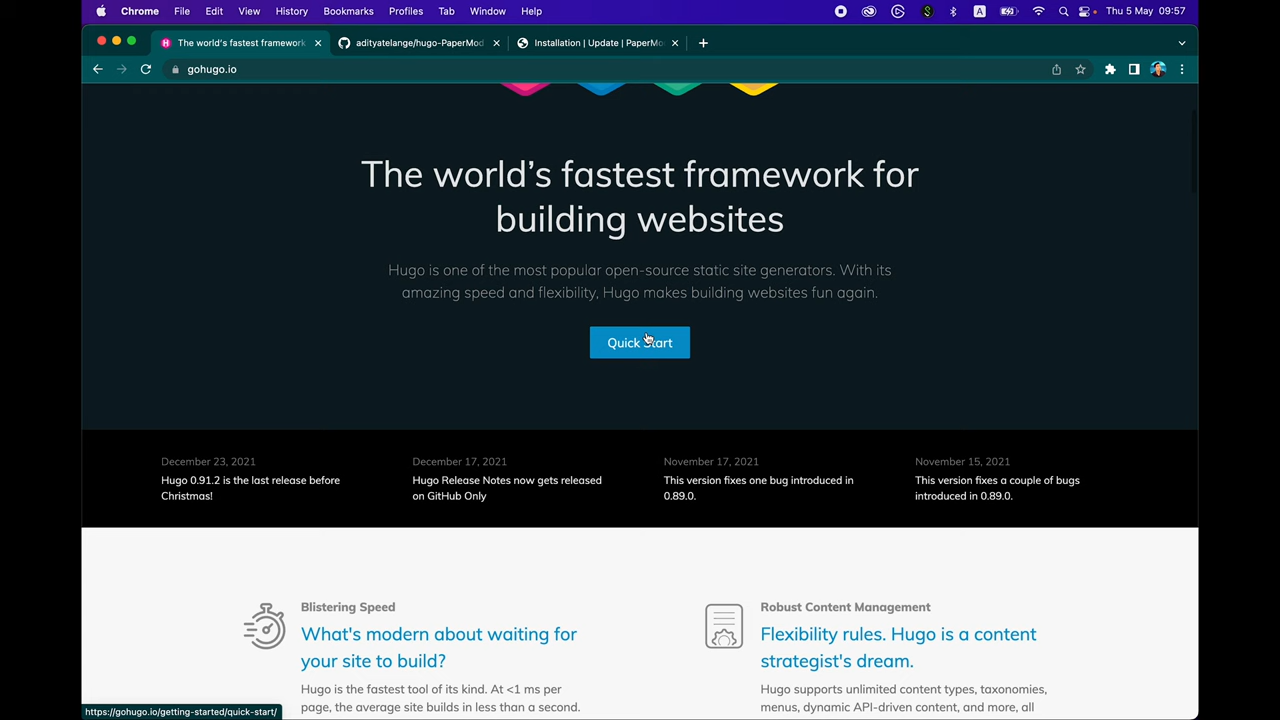 Chrome File Edit View History Bookmarks Profiles Tab Window Help A Thu 5 May 09:57
The world's fastest framework adityatelange/hugo-PaperMod Installation | Update | PaperMo
gohugo.io
The world's fastest framework for
building websites
Hugo is one of the most popular open-source static site generators. With its
amazing speed and flexibility, Hugo makes building websites fun again.
Quick Start
December 23, 2021
Hugo 0.91.2 is the last release before
Christmas!
December 17, 2021
Hugo Release Notes now gets released
on GitHub Only
November 17, 2021
This version fixes one bug introduced in
0.89.0.
November 15, 2021
This version fixes a couple of bugs
introduced in 0.89.0.
Blistering Speed
What's modern about waiting for
your site to build?
Hugo is the fastest tool of its kind. At <1 ms per
page, the average site builds in less than a second.
Robust Content Management
Flexibility rules. Hugo is a content
strategist's dream.
Hugo supports unlimited content types, taxonomies,
menus, dynamic API-driven content, and more, all
https://gohugo.io/getting-started/quick-start/